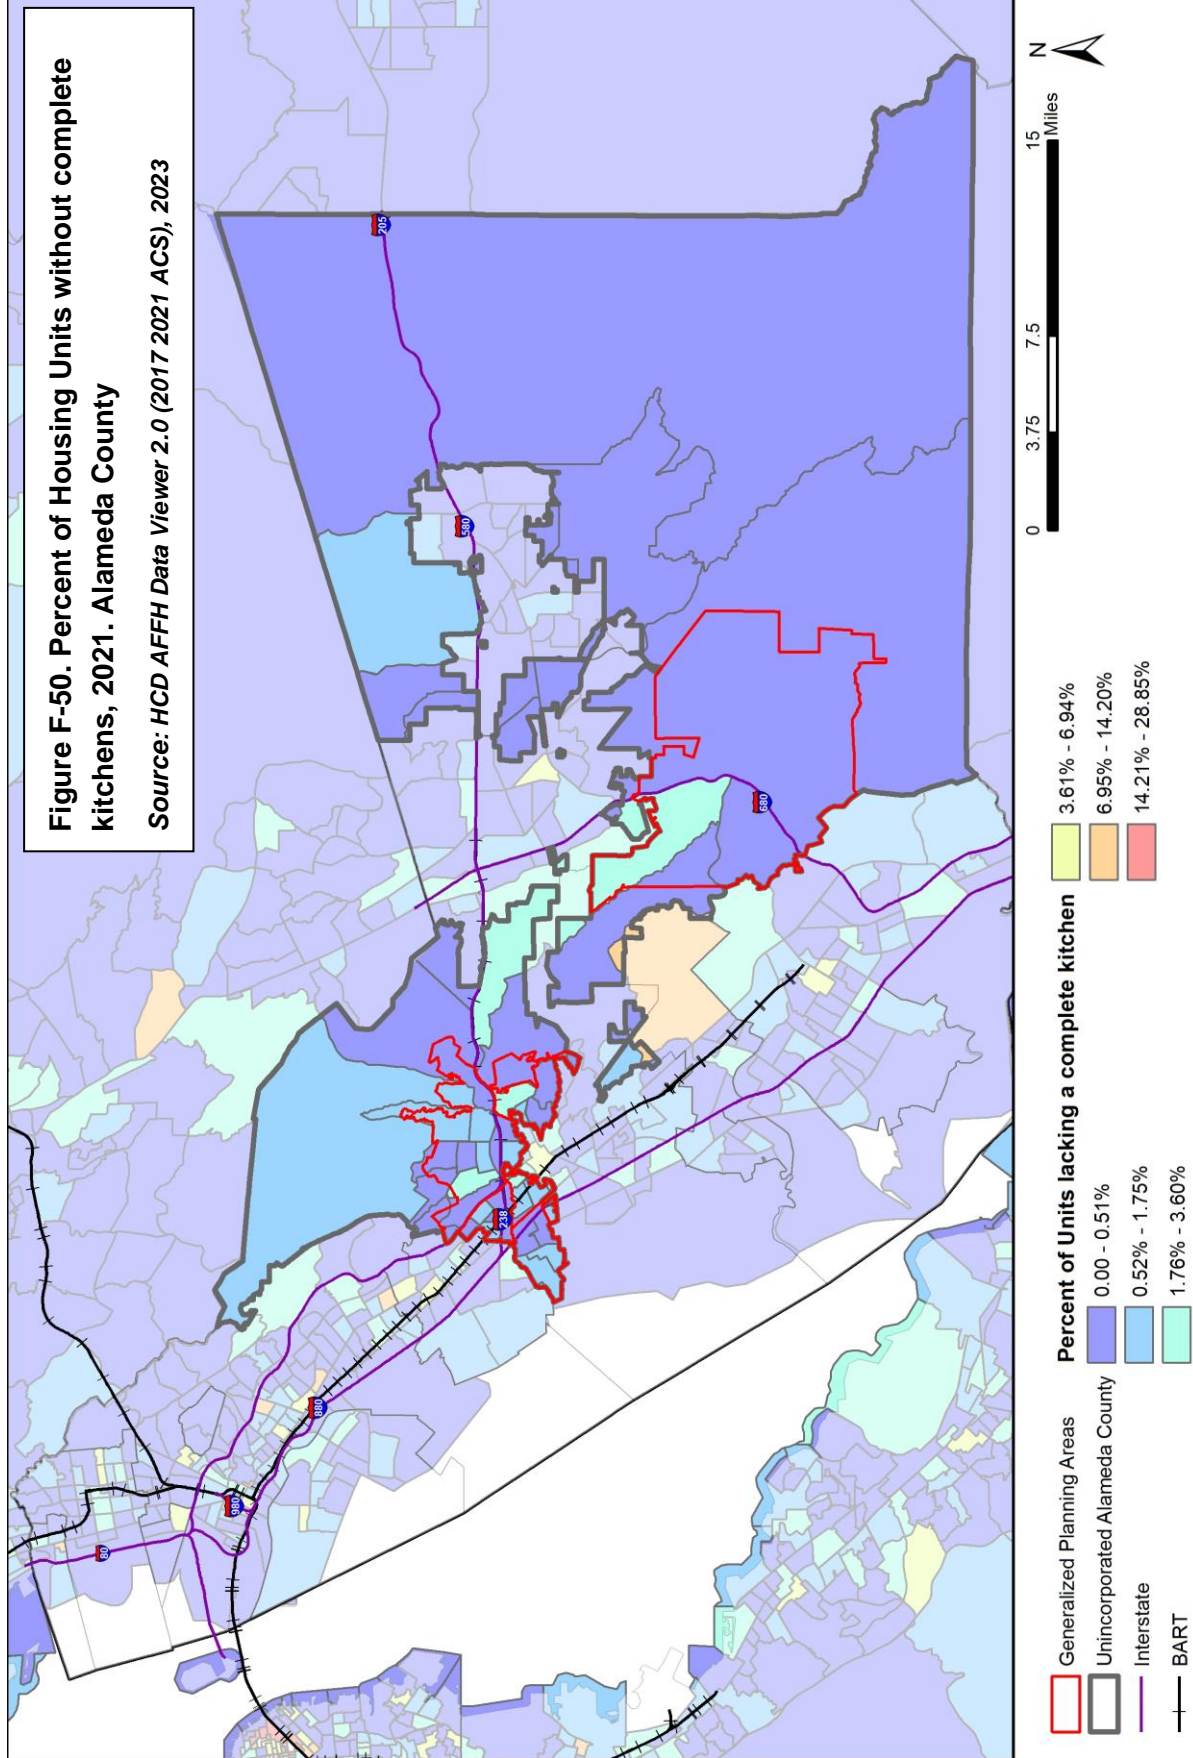 Figure F-50. Percent of Housing Units without complete
kitchens, 2021. Alameda County
Source: HCD AFFH Data Viewer 2.0 (2017 2021 ACS), 2023
80
980
880
238
580
205
680
Generalized Planning Areas
Unincorporated Alameda County
Interstate
BART
Percent of Units lacking a complete kitchen
0.00 - 0.51%
0.52% - 1.75%
1.76% - 3.60%
3.61% - 6.94%
6.95% - 14.20%
14.21% - 28.85%
0 3.75 7.5 15
Miles
N